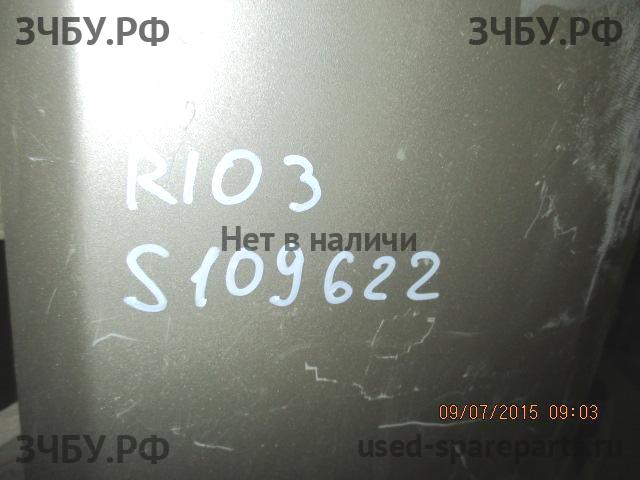 ЗЧБУ.РФ ЗЧБУ.РФ
RIO 3
Нет в наличи
S109622
09/07/2015 09:03
ЗЧБУ.РФ used-spareparts.ru